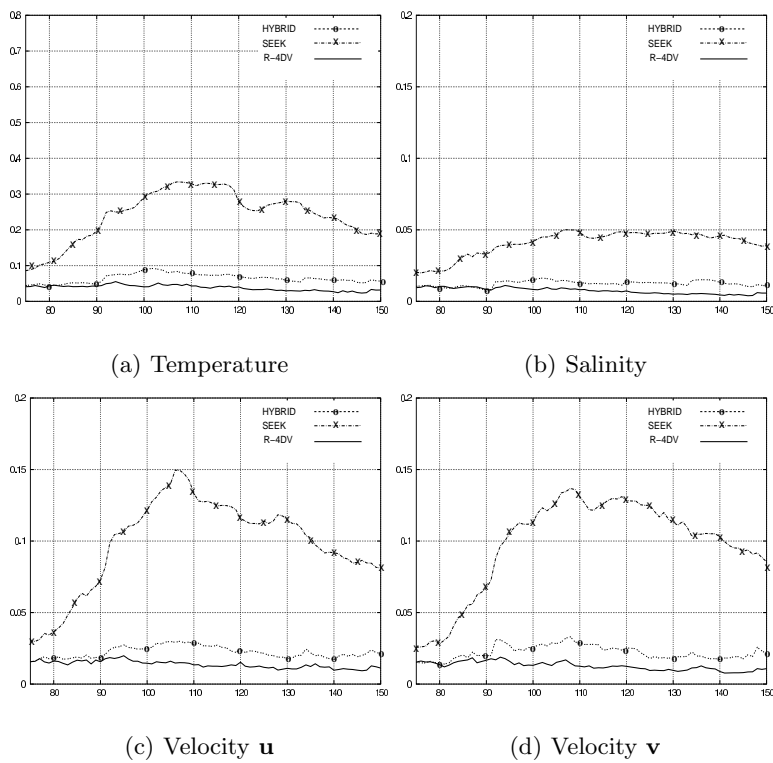 0.8
0.7
0.6
0.5
0.4
0.3
0.2
0.1
0
80 90 100 110 120 130 140 150
HYBRID o
SEEK x
R-4DV
(a) Temperature
0.2
0.15
0.1
0.05
0
80 90 100 110 120 130 140 150
HYBRID o
SEEK x
R-4DV
(b) Salinity
0.2
0.15
0.1
0.05
0
80 90 100 110 120 130 140 150
HYBRID o
SEEK x
R-4DV
(c) Velocity u
0.2
0.15
0.1
0.05
0
80 90 100 110 120 130 140 150
HYBRID o
SEEK x
R-4DV
(d) Velocity v